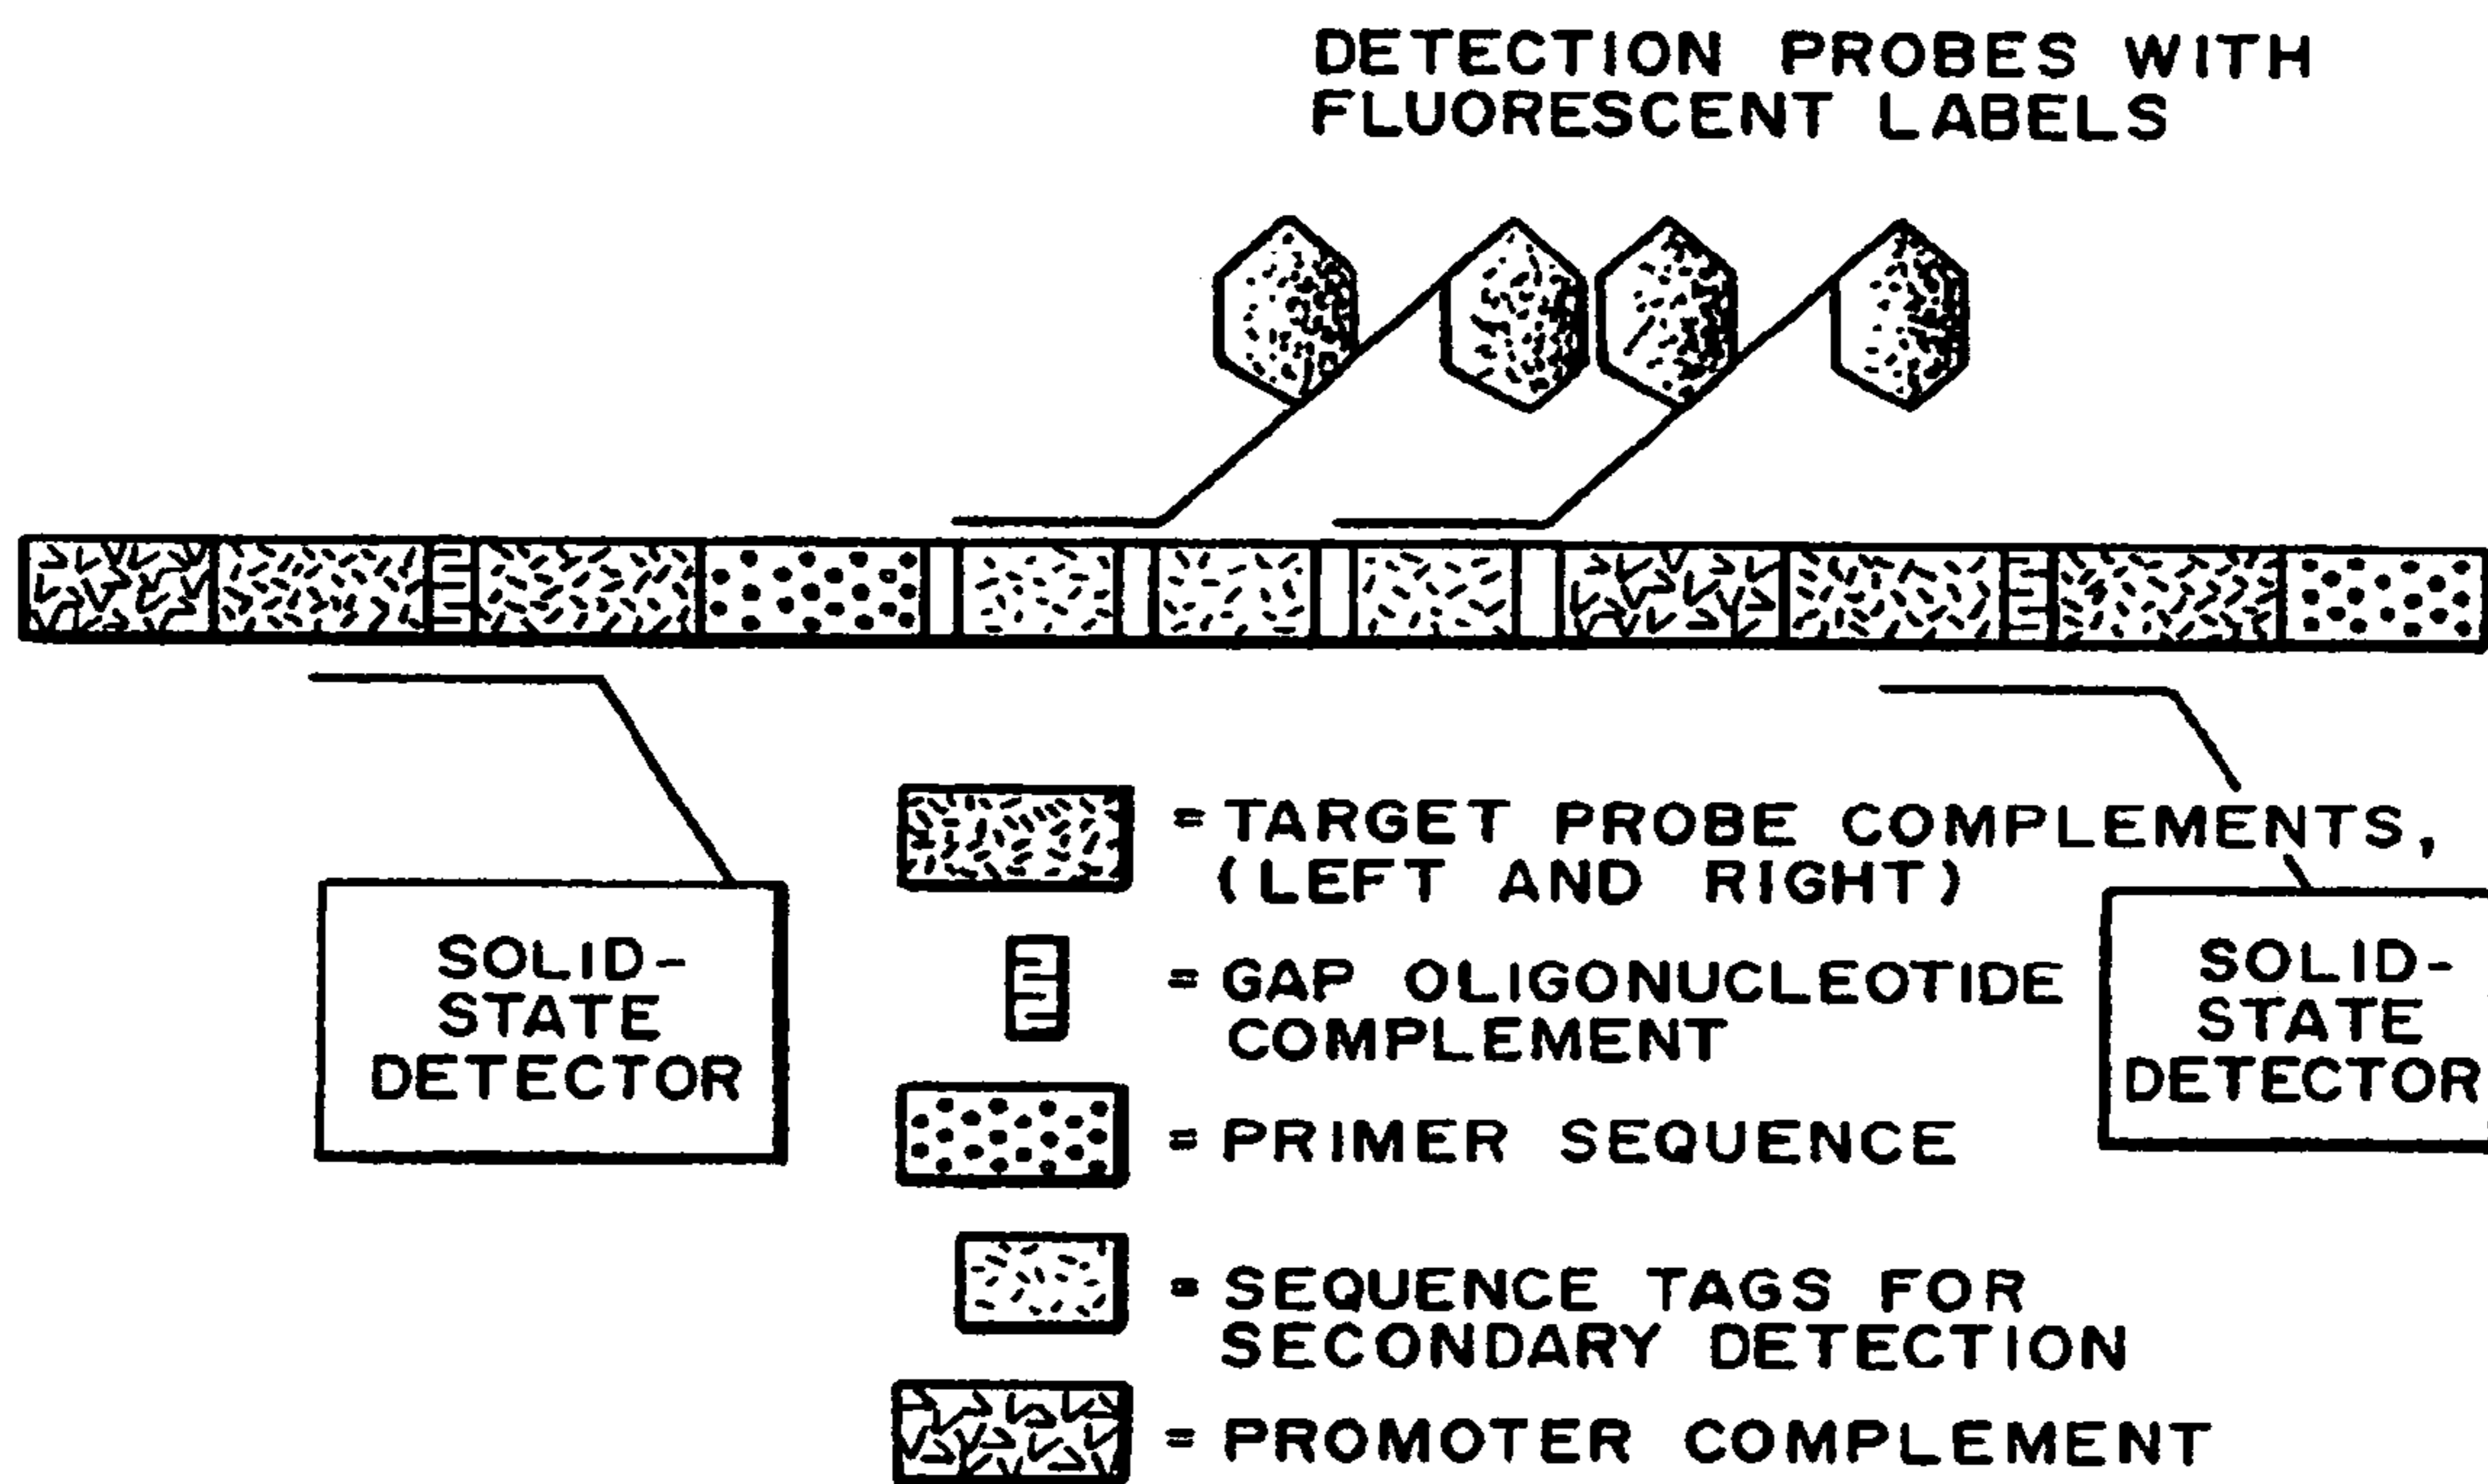 DETECTION PROBES WITH
FLUORESCENT LABELS
SOLID-
STATE
DETECTOR
= TARGET PROBE COMPLEMENTS,
(LEFT AND RIGHT)
= GAP OLIGONUCLEOTIDE
COMPLEMENT
= PRIMER SEQUENCE
= SEQUENCE TAGS FOR
SECONDARY DETECTION
= PROMOTER COMPLEMENT
SOLID-
STATE
DETECTOR